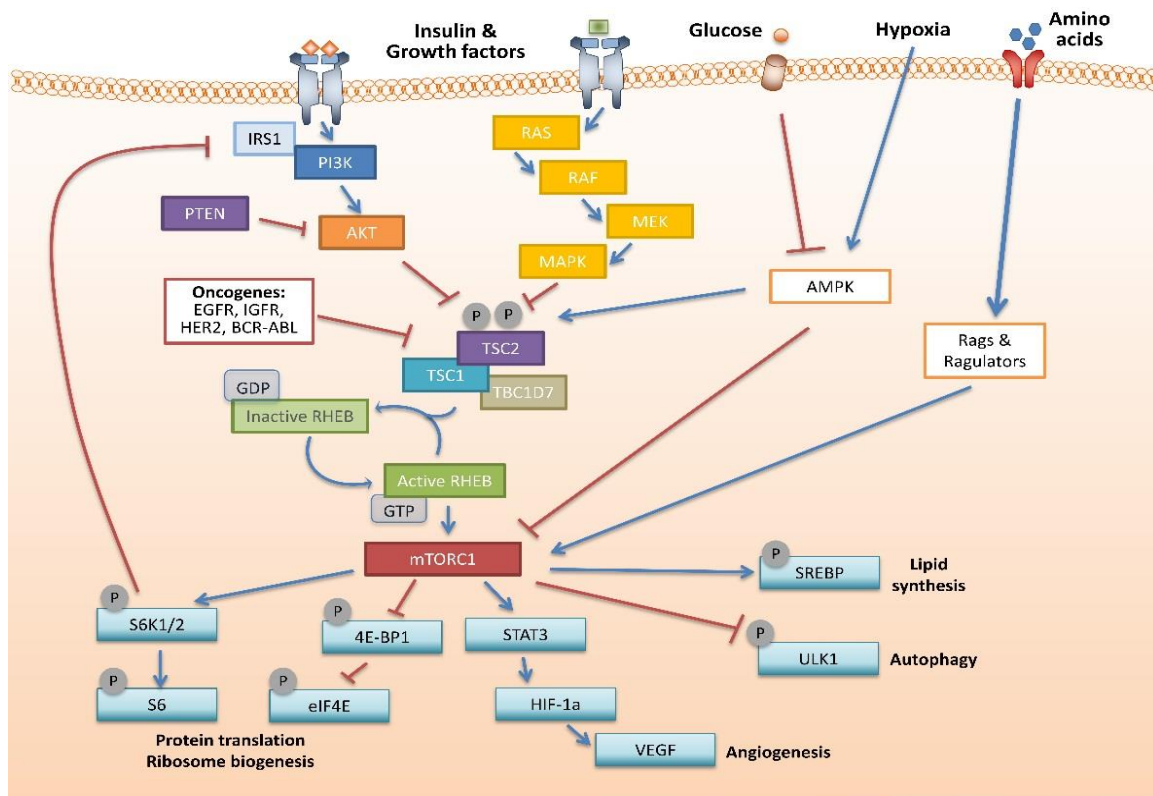 Insulin &
Growth factors
Glucose
Hypoxia
Amino
acids
IRS1
PI3K
PTEN
AKT
RAS
RAF
MEK
MAPK
Oncogenes:
EGFR, IGFR,
HER2, BCR-ABL
P
P
TSC2
TSC1
TBC1D7
AMPK
Rags &
Ragulators
GDP
Inactive RHEB
Active RHEB
GTP
mTORC1
P
S6K1/2
P
S6
P
4E-BP1
P
eIF4E
Protein translation
Ribosome biogenesis
STAT3
HIF-1a
VEGF
Angiogenesis
P
SREBP
Lipid
synthesis
P
ULK1
Autophagy